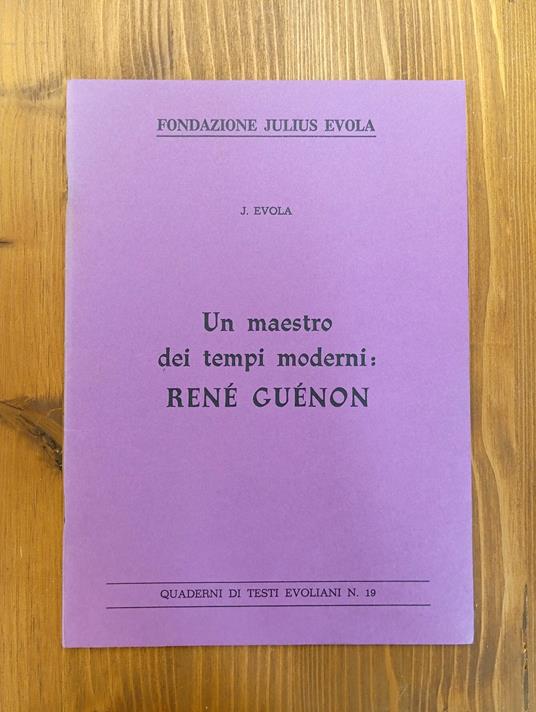 FONDAZIONE JULIUS EVOLA
J. EVOLA
Un maestro
dei tempi moderni:
RENÉ GUÉNON
QUADERNI DI TESTI EVOLIANI N. 19